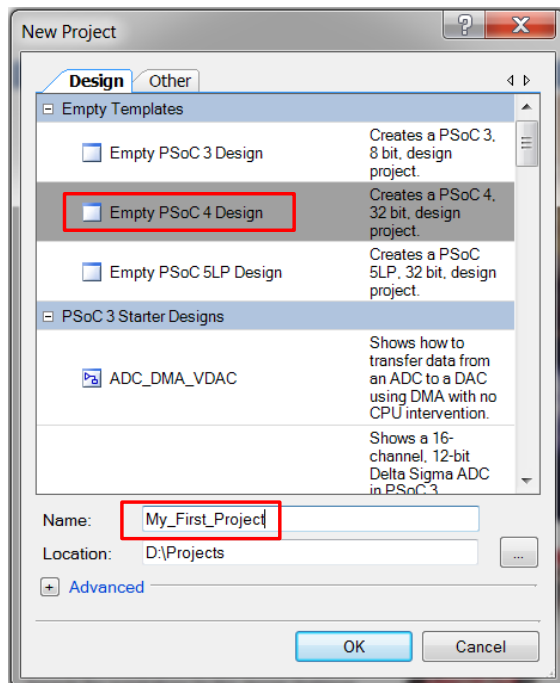 New Project
Design Other
Empty Templates
Empty PSoC 3 Design
Creates a PSoC 3,
8 bit, design
project.
Empty PSoC 4 Design
Creates a PSoC 4,
32 bit, design
project.
Empty PSoC 5LP Design
Creates a PSoC
5LP, 32 bit, design
project.
PSoC 3 Starter Designs
ADC_DMA_VDAC
Shows how to
transfer data from
an ADC to a DAC
using DMA with no
CPU intervention.
Shows a 16-
channel, 12-bit
Delta Sigma ADC
in PSoC 3
Name: My_First_Project
Location: D:\Projects ...
Advanced
OK Cancel